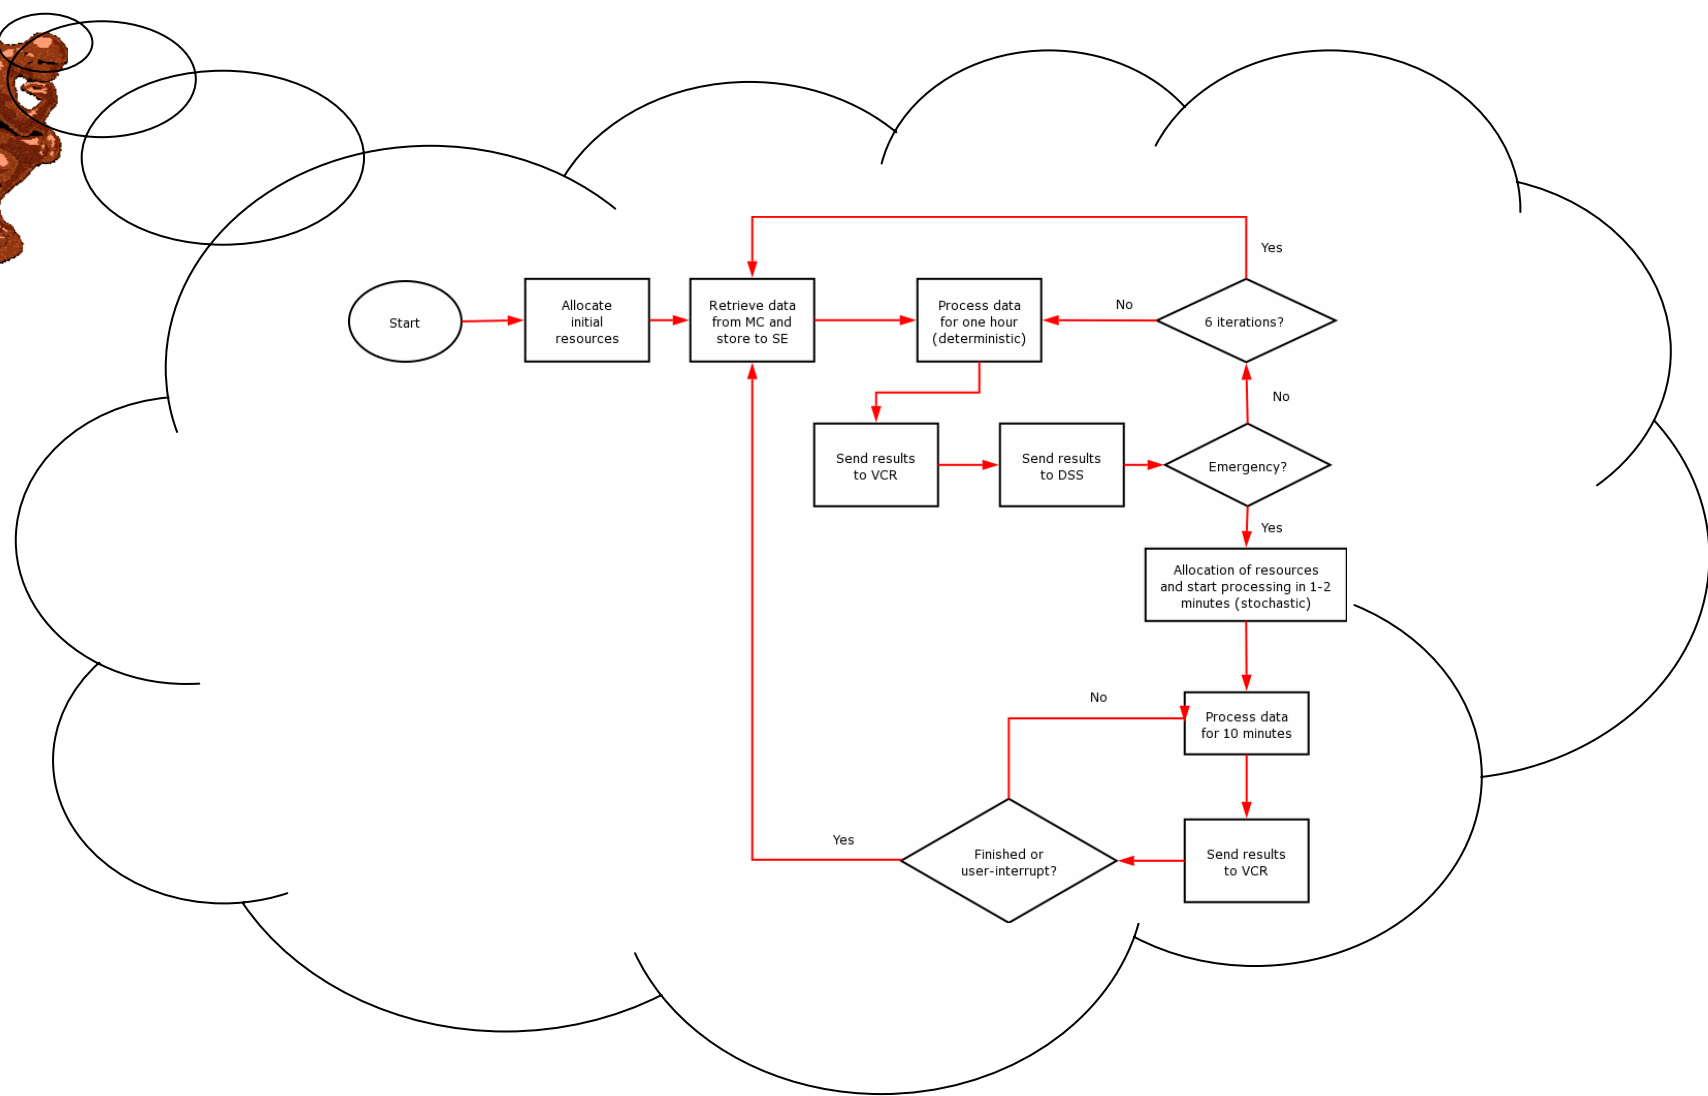 Yes
Start
Allocate
initial
resources
Retrieve data
from MC and
store to SE
Process data
for one hour
(deterministic)
No
6 iterations?
No
Send results
to VCR
Send results
to DSS
Emergency?
Yes
Allocation of resources
and start processing in 1-2
minutes (stochastic)
No
Process data
for 10 minutes
Yes
Finished or
user-interrupt?
Send results
to VCR